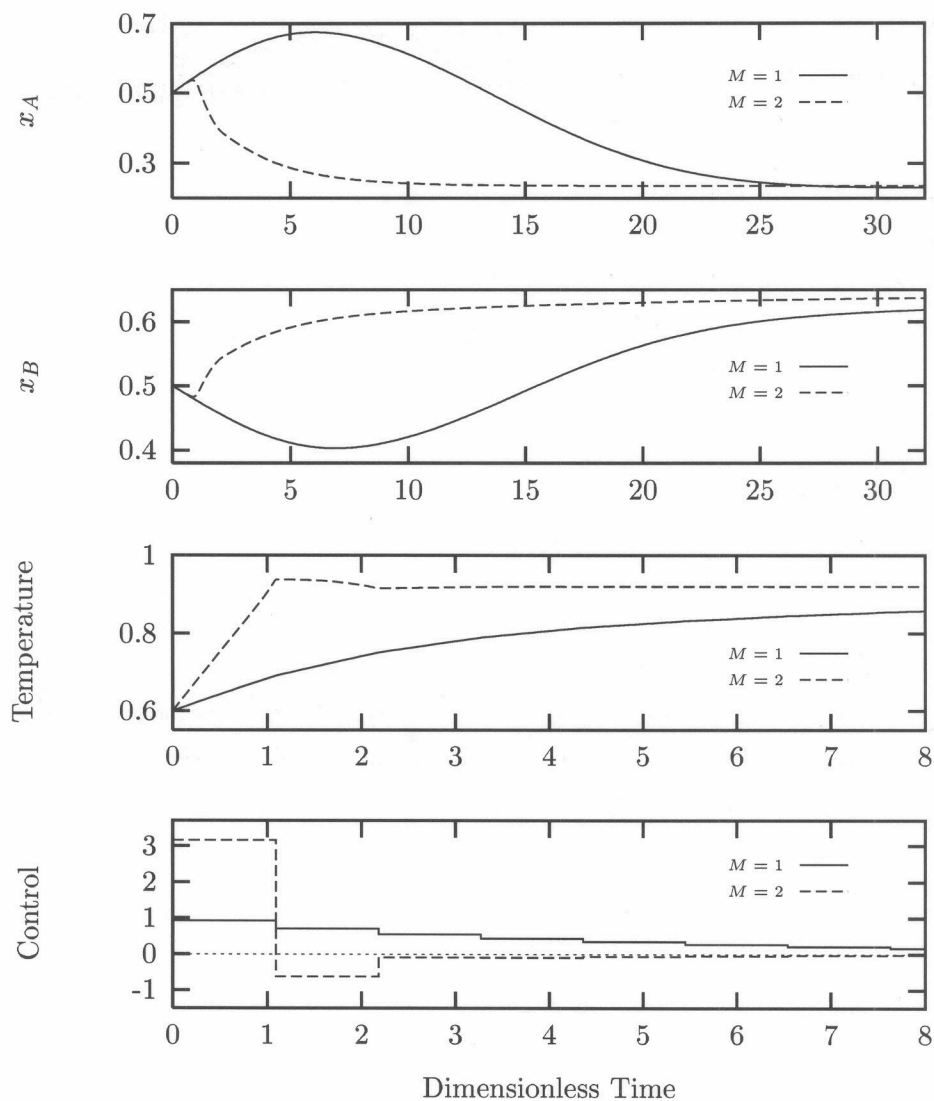 0.7
0.5
0.3
x_A
M = 1
M = 2
0 5 10 15 20 25 30
0.6
0.5
0.4
x_B
M = 1
M = 2
0 5 10 15 20 25 30
1
0.8
0.6
Temperature
M = 1
M = 2
0 1 2 3 4 5 6 7 8
3
2
1
0
-1
Control
M = 1
M = 2
0 1 2 3 4 5 6 7 8
Dimensionless Time